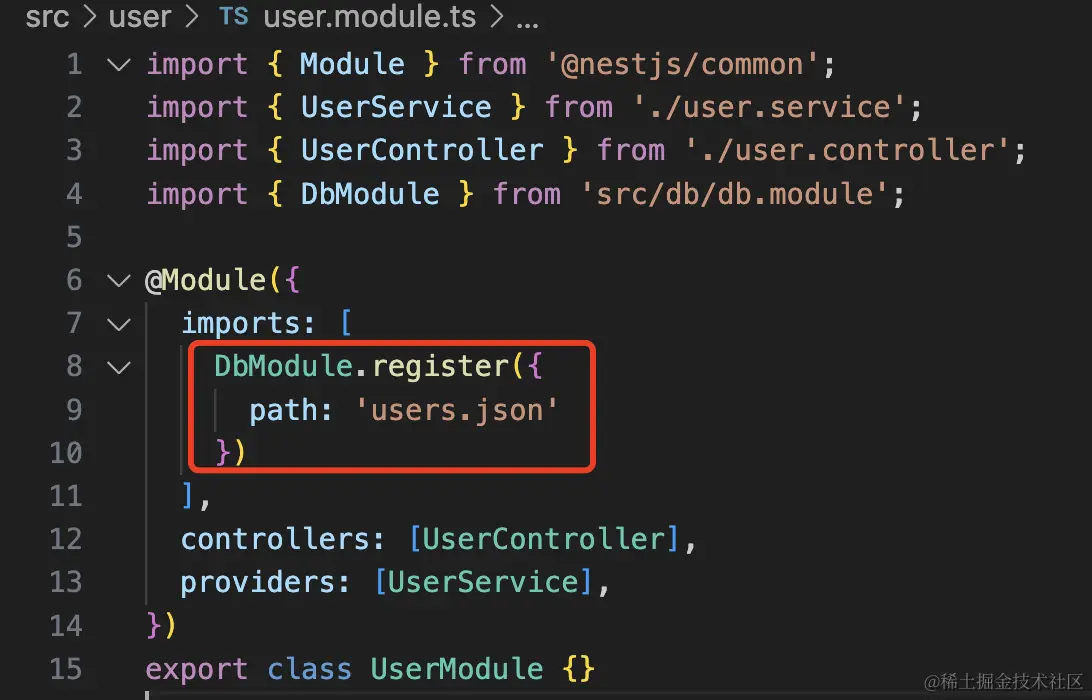 src > user > TS user.module.ts > ...
1 import { Module } from '@nestjs/common';
2 import { UserService } from './user.service';
3 import { UserController } from './user.controller';
4 import { DbModule } from 'src/db/db.module';
5
6 @Module({
7 imports: [
8 DbModule.register({
9 path: 'users.json'
10 })
11 ],
12 controllers: [UserController],
13 providers: [UserService],
14 })
15 export class UserModule {}
@稀土掘金技术社区